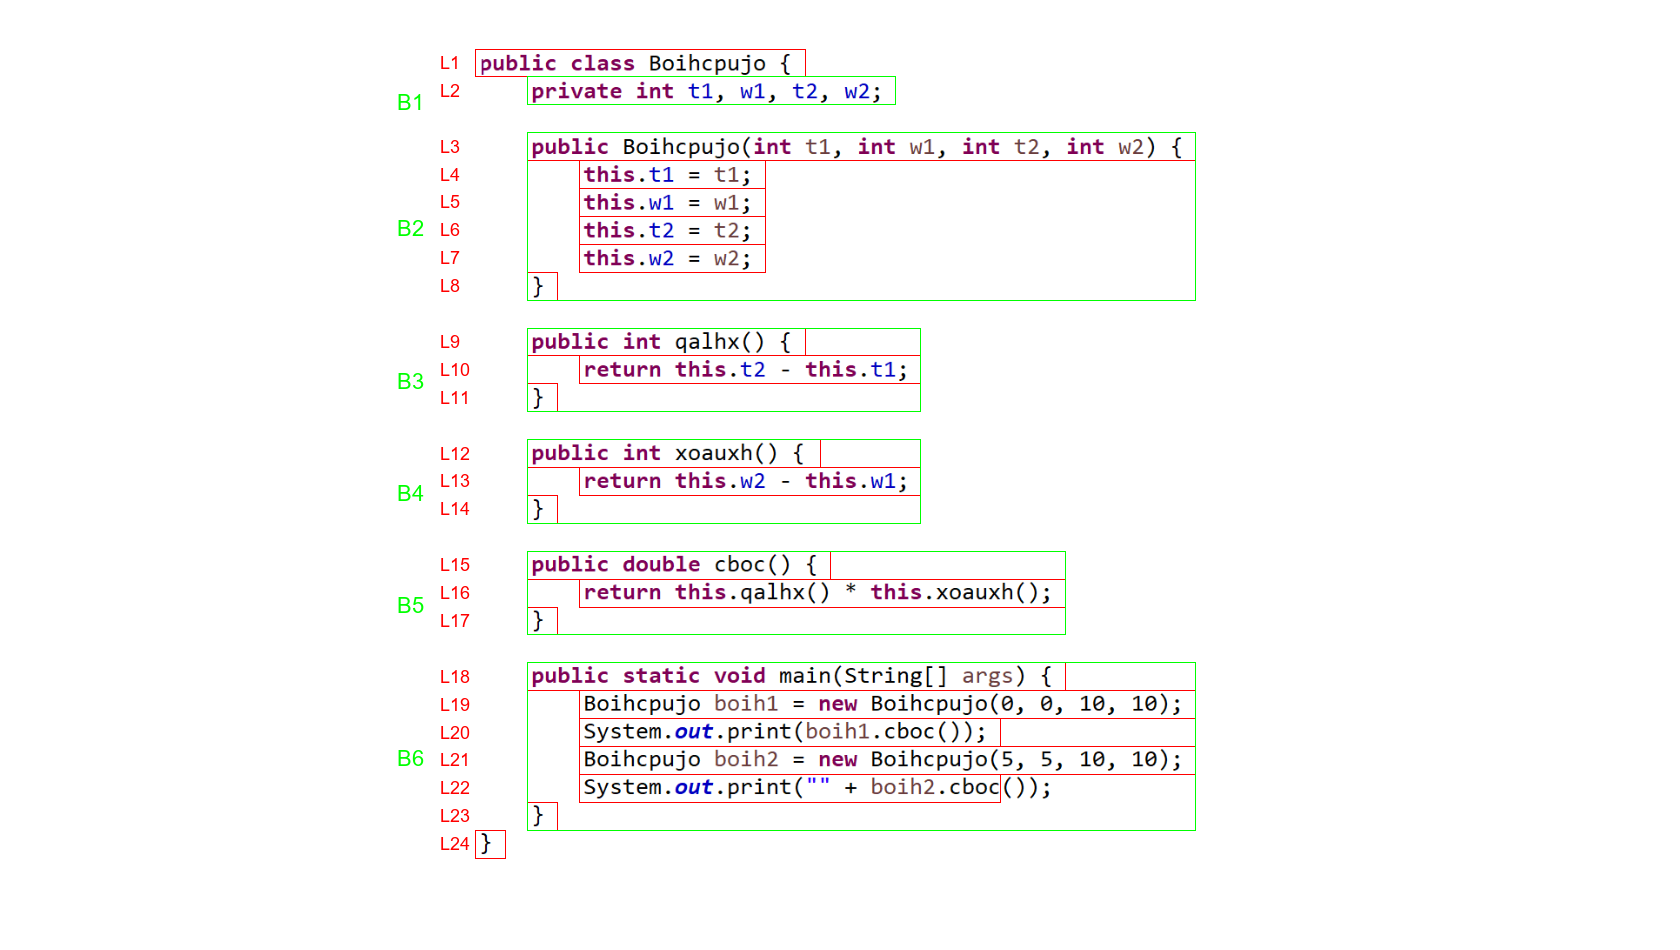 L1 public class Boihcpujo {
B1 L2 private int t1, w1, t2, w2;
L3 public Boihcpujo(int t1, int w1, int t2, int w2) {
L4 this.t1 = t1;
L5 this.w1 = w1;
B2 L6 this.t2 = t2;
L7 this.w2 = w2;
L8 }
L9 public int qalhx() {
B3 L10 return this.t2 - this.t1;
L11 }
L12 public int xoauxh() {
B4 L13 return this.w2 - this.w1;
L14 }
L15 public double cboc() {
B5 L16 return this.qalhx() * this.xoauxh();
L17 }
L18 public static void main(String[] args) {
L19 Boihcpujo boih1 = new Boihcpujo(0, 0, 10, 10);
L20 System.out.print(boih1.cboc());
B6 L21 Boihcpujo boih2 = new Boihcpujo(5, 5, 10, 10);
L22 System.out.print("" + boih2.cboc());
L23 }
L24 }